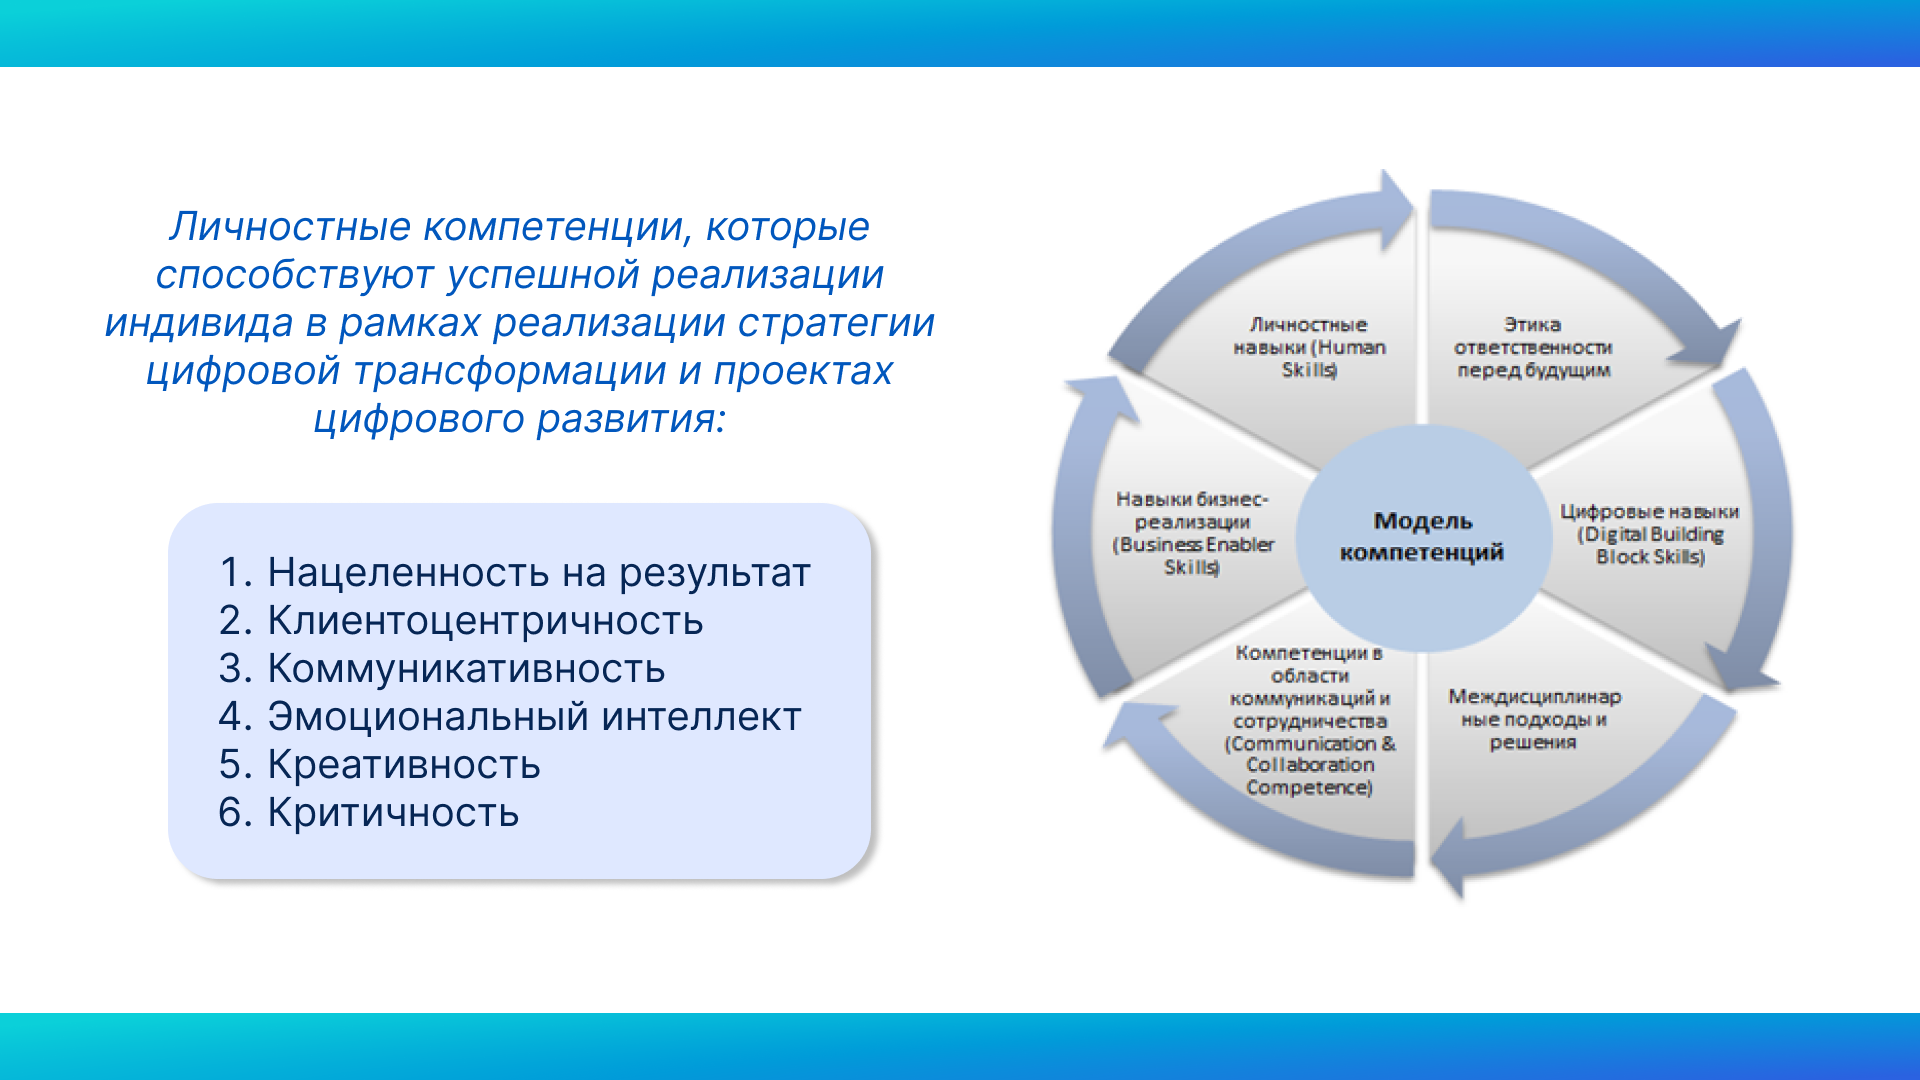 Личностные компетенции, которые
способствуют успешной реализации
индивида в рамках реализации стратегии
цифровой трансформации и проектах
цифрового развития:
1. Нацеленность на результат
2. Клиентоцентричность
3. Коммуникативность
4. Эмоциональный интеллект
5. Креативность
6. Критичность
Личностные
навыки (Human
Skills)
Этика
ответственности
перед будущим
Цифровые навыки
(Digital Building
Block Skills)
Междисциплинар
ные подходы и
решения
Компетенции в
области
коммуникаций и
сотрудничества
(Communication &
Collaboration
Competence)
Навыки бизнес-
реализации
(Business Enabler
Skills)
Модель
компетенций